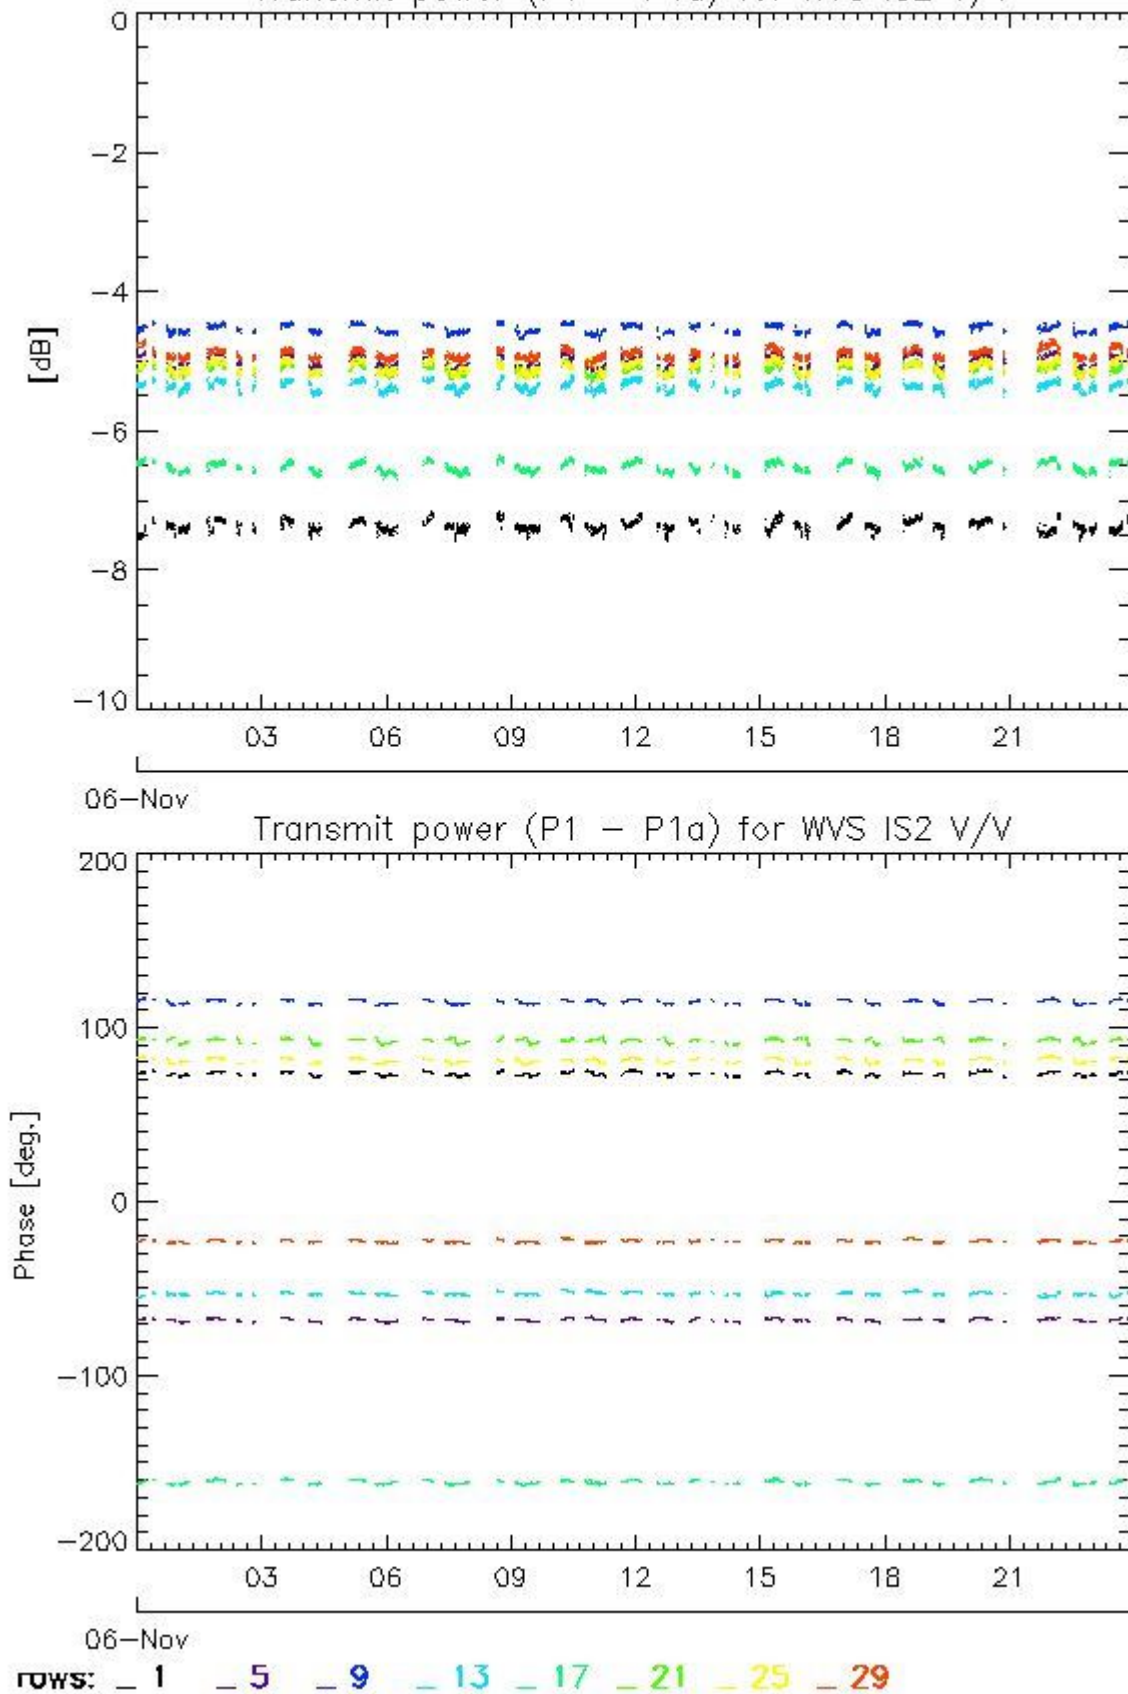 0
−2
−4
[dB]
−6
−8
−10
03 06 09 12 15 18 21
06−Nov
Transmit power (P1 − P1a) for WVS IS2 V/V
200
100
0
Phase [deg.]
−100
−200
03 06 09 12 15 18 21
06−Nov
rows: _ 1 _ 5 _ 9 _ 13 _ 17 _ 21 _ 25 _ 29